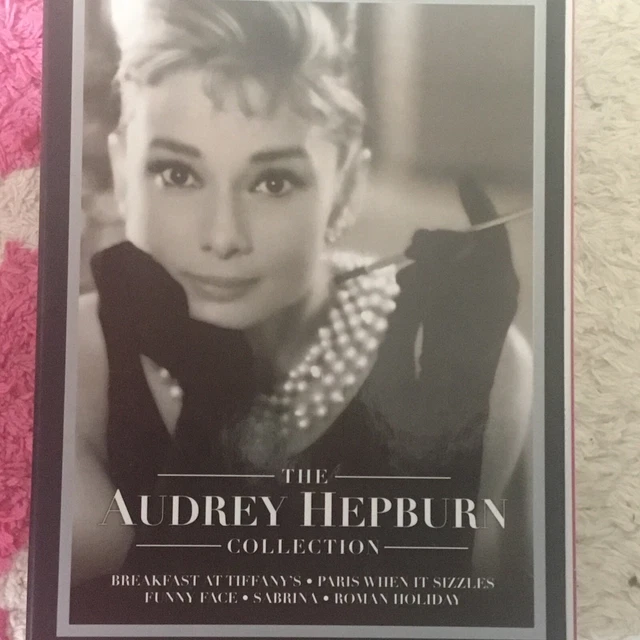 THE
AUDREY HEPBURN
COLLECTION
BREAKFAST AT TIFFANY'S • PARIS WHEN IT SIZZLES
FUNNY FACE • SABRINA • ROMAN HOLIDAY